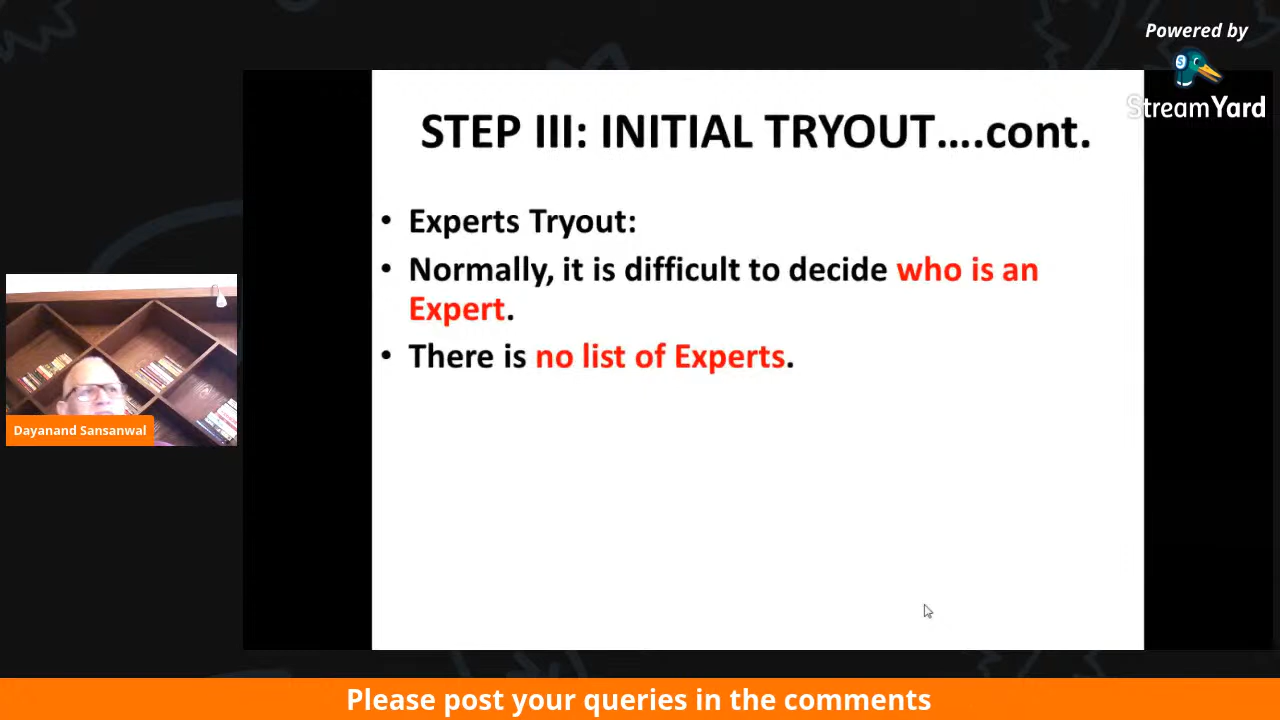 Powered by
StreamYard
STEP III: INITIAL TRYOUT....cont.
• Experts Tryout:
• Normally, it is difficult to decide who is an
Expert.
• There is no list of Experts.
Dayanand Sansanwal
Please post your queries in the comments